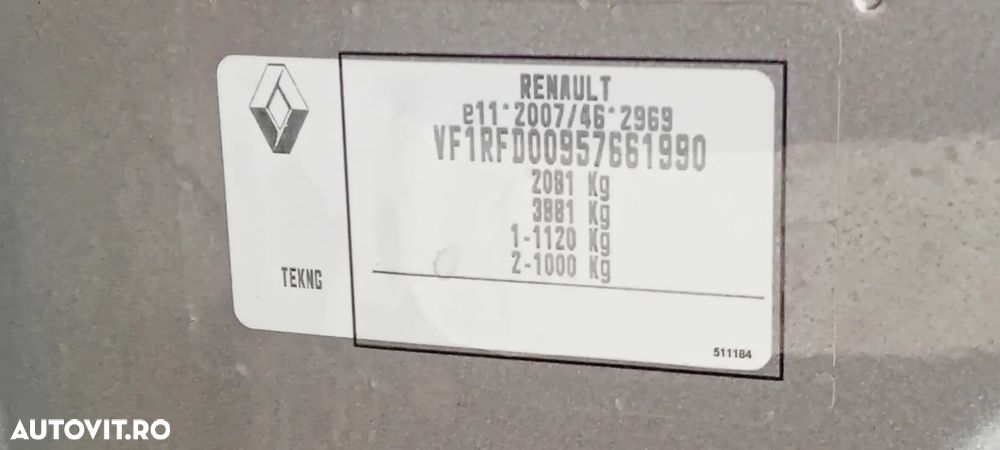 RENAULT
e11*2007/46*2969
VF1RFD00957661990
2081 Kg
3881 Kg
1-1120 Kg
2-1000 Kg
TEKNG
511184
AUTOVIT.RO